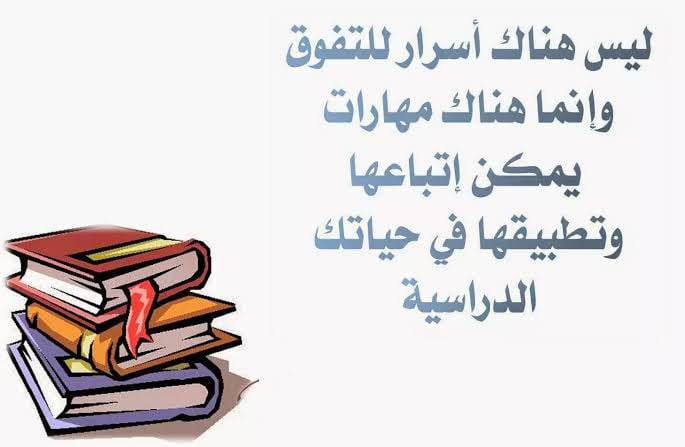 ليس هناك أسرار للتفوق
وإنما هناك مهارات
يمكن إتباعها
وتطبيقها في حياتك
الدراسية